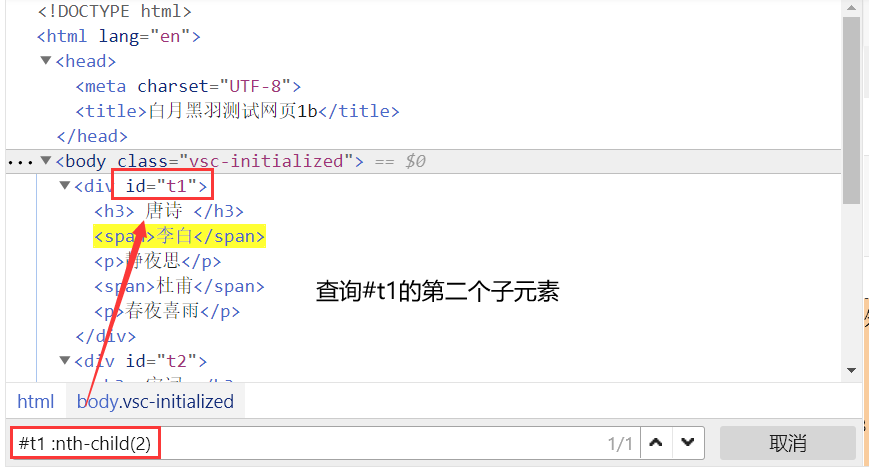 <!DOCTYPE html>
<html lang="en">
<head>
<meta charset="UTF-8">
<title>白月黑羽测试网页1b</title>
</head>
<body class="vsc-initialized"> == $0
<div id="t1">
<h3> 唐诗 </h3>
<span>李白</span>
<p>静夜思</p>
<span>杜甫</span>
<p>春夜喜雨</p>
查询#t1的第二个子元素
</div>
<div id="t2">
html body.vsc-initialized
#t1 :nth-child(2) 1/1 取消